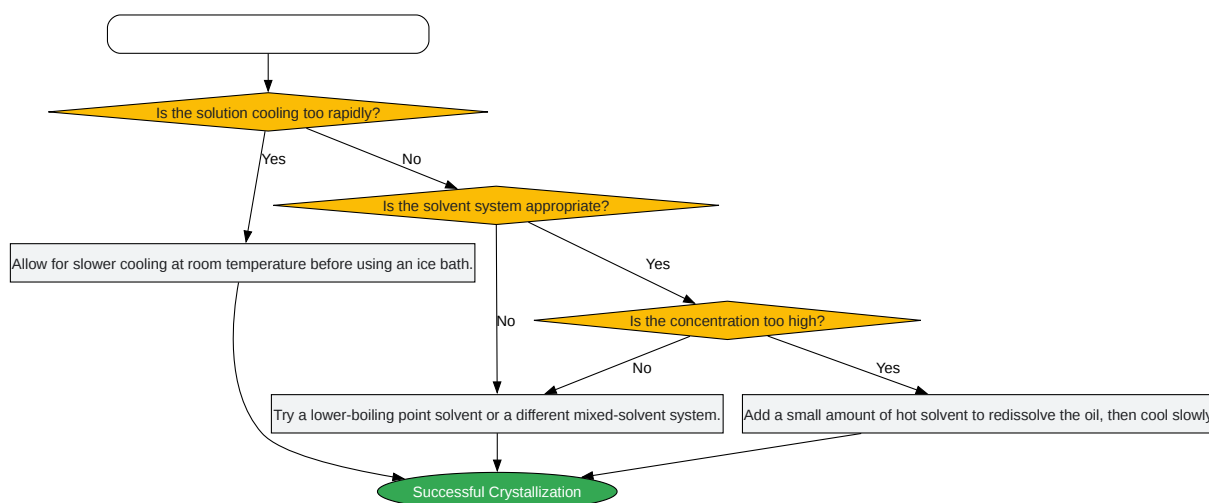 Is the solution cooling too rapidly?
Yes
No
Is the solvent system appropriate?
Allow for slower cooling at room temperature before using an ice bath.
Yes
No
Is the concentration too high?
No
Yes
Try a lower-boiling point solvent or a different mixed-solvent system.
Add a small amount of hot solvent to redissolve the oil, then cool slowly
Successful Crystallization